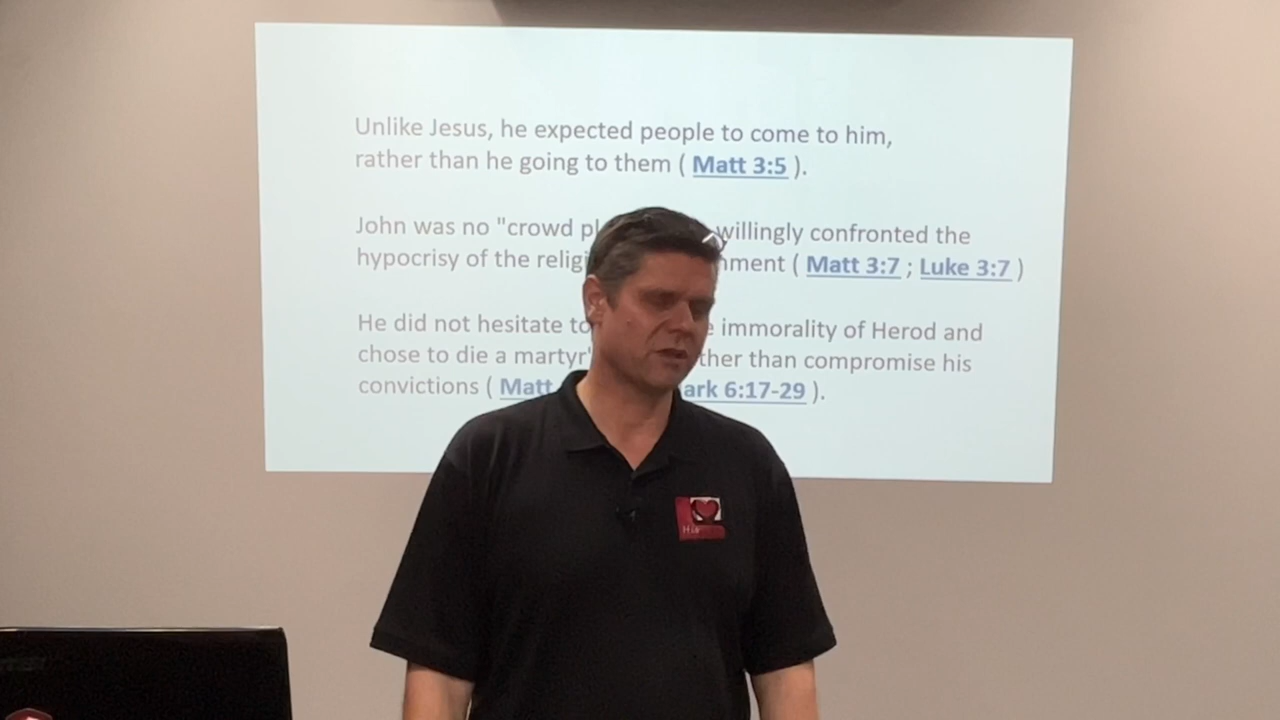 Unlike Jesus, he expected people to come to him,
rather than he going to them ( Matt 3:5 ).
John was no "crowd pl willingly confronted the
hypocrisy of the relig nment ( Matt 3:7 ; Luke 3:7 )
He did not hesitate to immorality of Herod and
chose to die a martyr' ther than compromise his
convictions ( Matt ark 6:17-29 ).
His